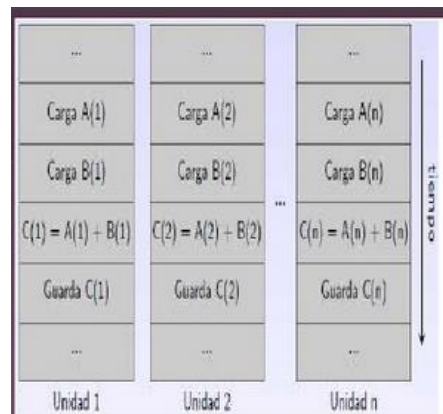 ... ... ...
Carga A(1) Carga A(2) Carga A(n)
Carga B(1) Carga B(2) Carga B(n)
...
C(1) = A(1) + B(1) C(2) = A(2) + B(2) C(n) = A(n) + B(n)
Guarda C(1) Guarda C(2) Guarda C(n)
... ... ...
Unidad 1 Unidad 2 Unidad n
tiempo